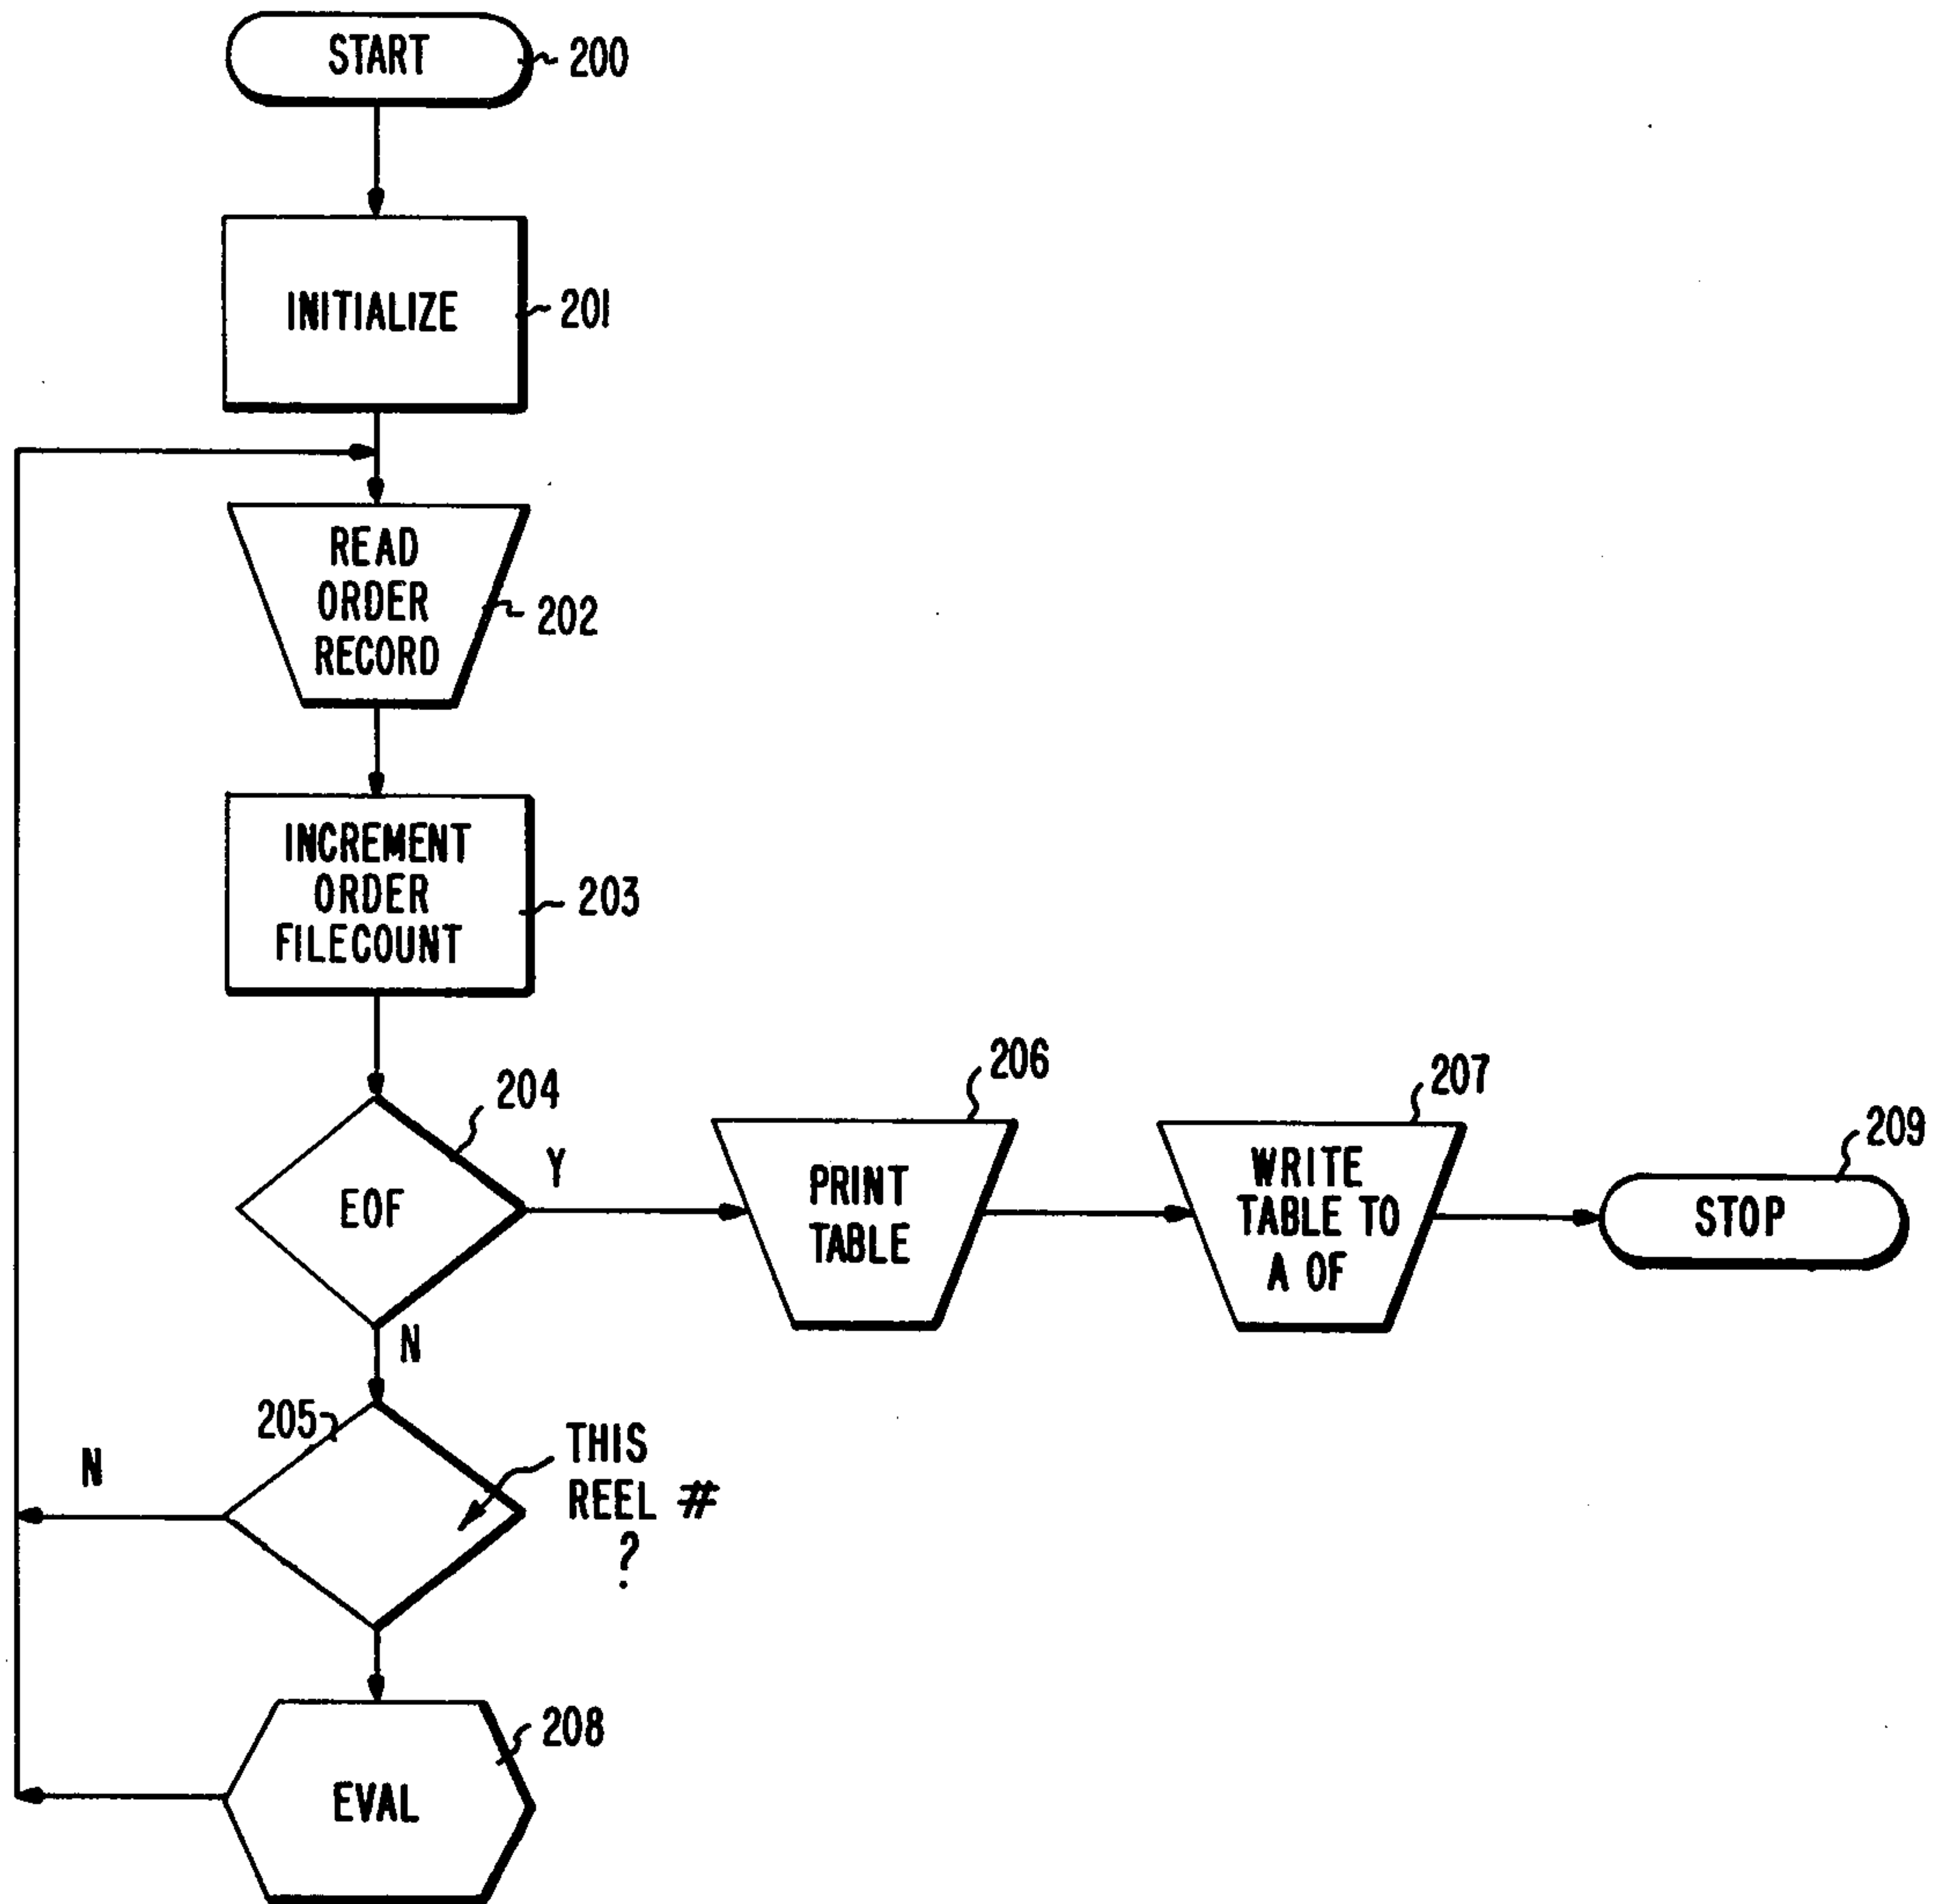 START
200
INITIALIZE
201
READ
ORDER
RECORD
202
INCREMENT
ORDER
FILECOUNT
203
204
EOF
Y
N
206
PRINT
TABLE
207
WRITE
TABLE TO
A OF
209
STOP
205
THIS
REEL #
?
N
208
EVAL